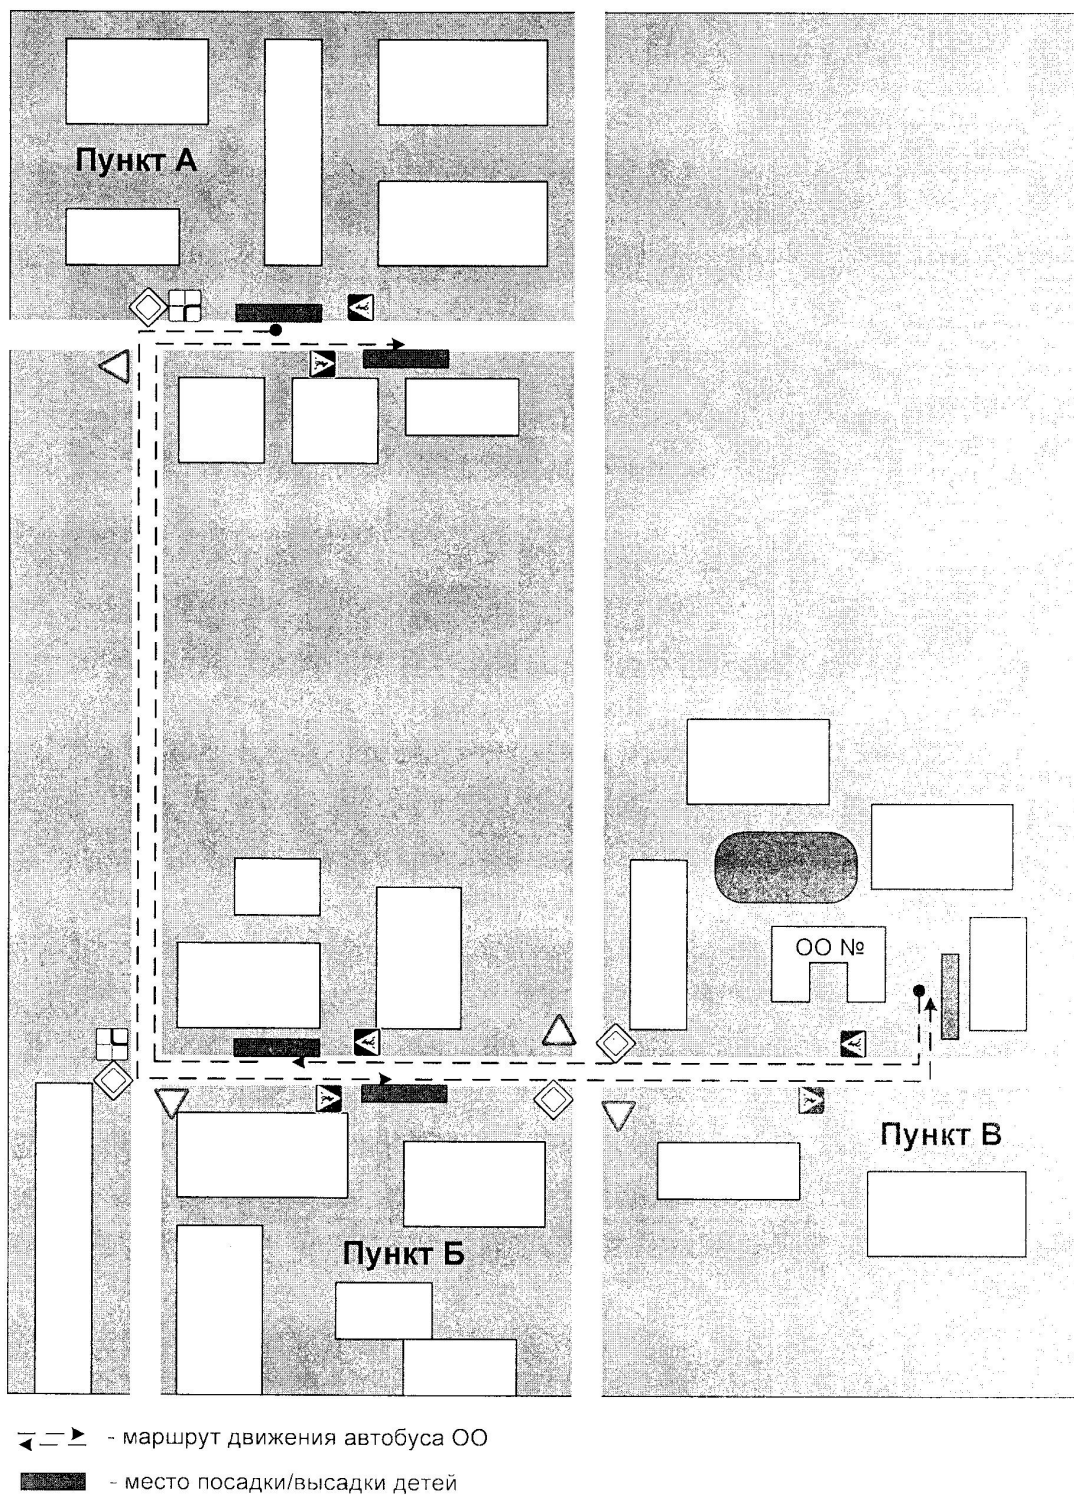 Пункт А
ОО №
Пункт В
Пункт Б
- маршрут движения автобуса ОО
- место посадки/высадки детей